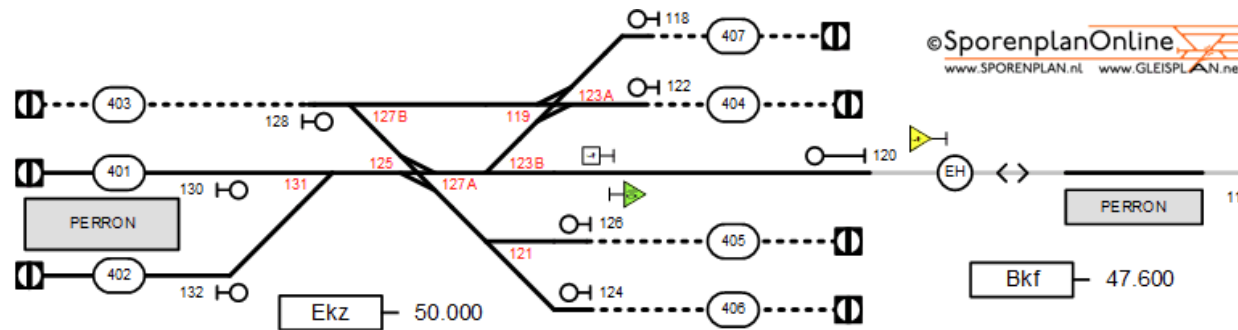 118
407
©SporenplanOnline
www.SPORENPLAN.nl www.GLEISPLAN.ne
123A
122
403
127B
119
404
128
120
125
123B
401
EH
130
131
127A
PERRON
PERRON
11
126
405
121
402
Bkf 47.600
132
124
Ekz 50.000
406